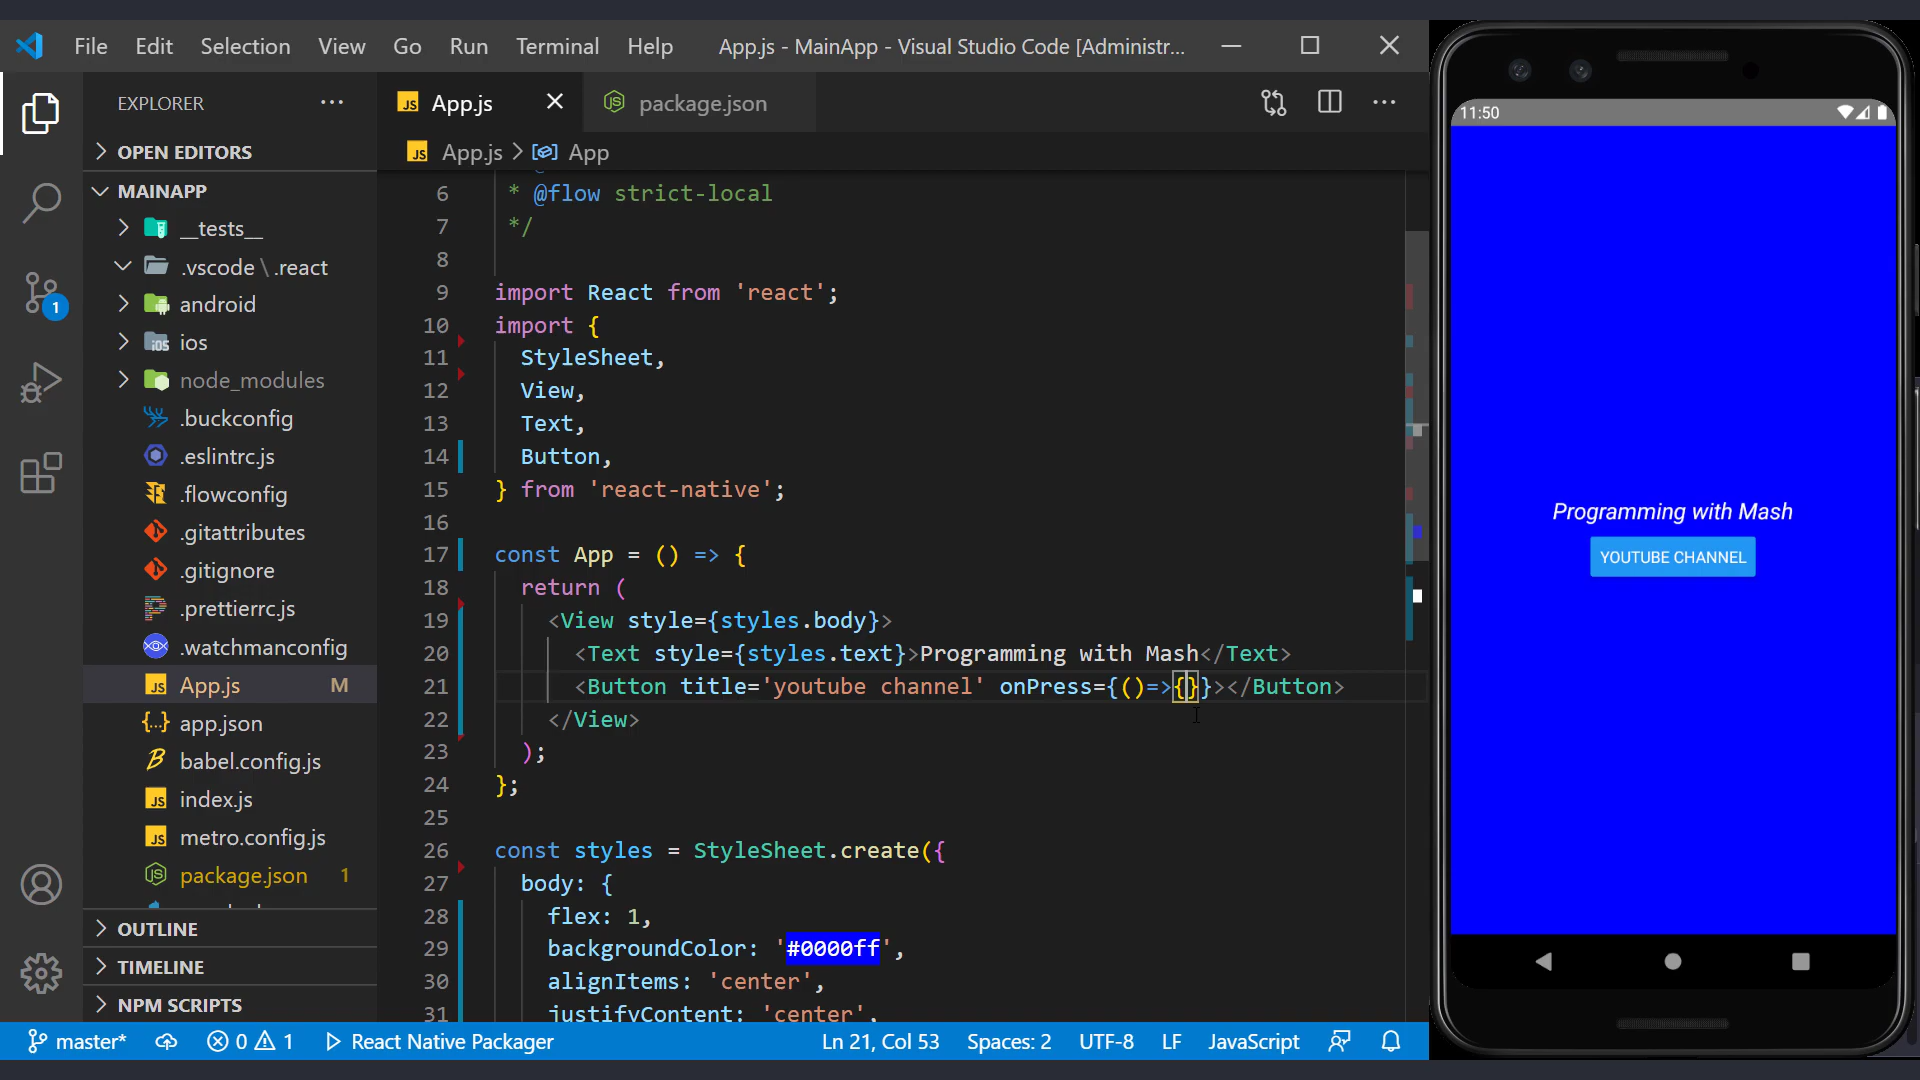 File Edit Selection View Go Run Terminal Help App.js - MainApp - Visual Studio Code [Administr...
EXPLORER
OPEN EDITORS
MAINAPP
__tests__
.vscode \ .react
android
ios
node_modules
.buckconfig
.eslintrc.js
.flowconfig
.gitattributes
.gitignore
.prettierrc.js
.watchmanconfig
App.js M
app.json
babel.config.js
index.js
metro.config.js
package.json 1
OUTLINE
TIMELINE
NPM SCRIPTS
1
App.js package.json
App.js > App
6 * @flow strict-local
7 */
8
9 import React from 'react';
10 import {
11 StyleSheet,
12 View,
13 Text,
14 Button,
15 } from 'react-native';
16
17 const App = () => {
18 return (
19 <View style={styles.body}>
20 <Text style={styles.text}>Programming with Mash</Text>
21 <Button title='youtube channel' onPress={()=>{}}></Button>
22 </View>
23 );
24 };
25
26 const styles = StyleSheet.create({
27 body: {
28 flex: 1,
29 backgroundColor: '#0000ff',
30 alignItems: 'center',
31 justifyContent: 'center',
master* 0 1 React Native Packager Ln 21, Col 53 Spaces: 2 UTF-8 LF JavaScript
11:50
Programming with Mash
YOUTUBE CHANNEL